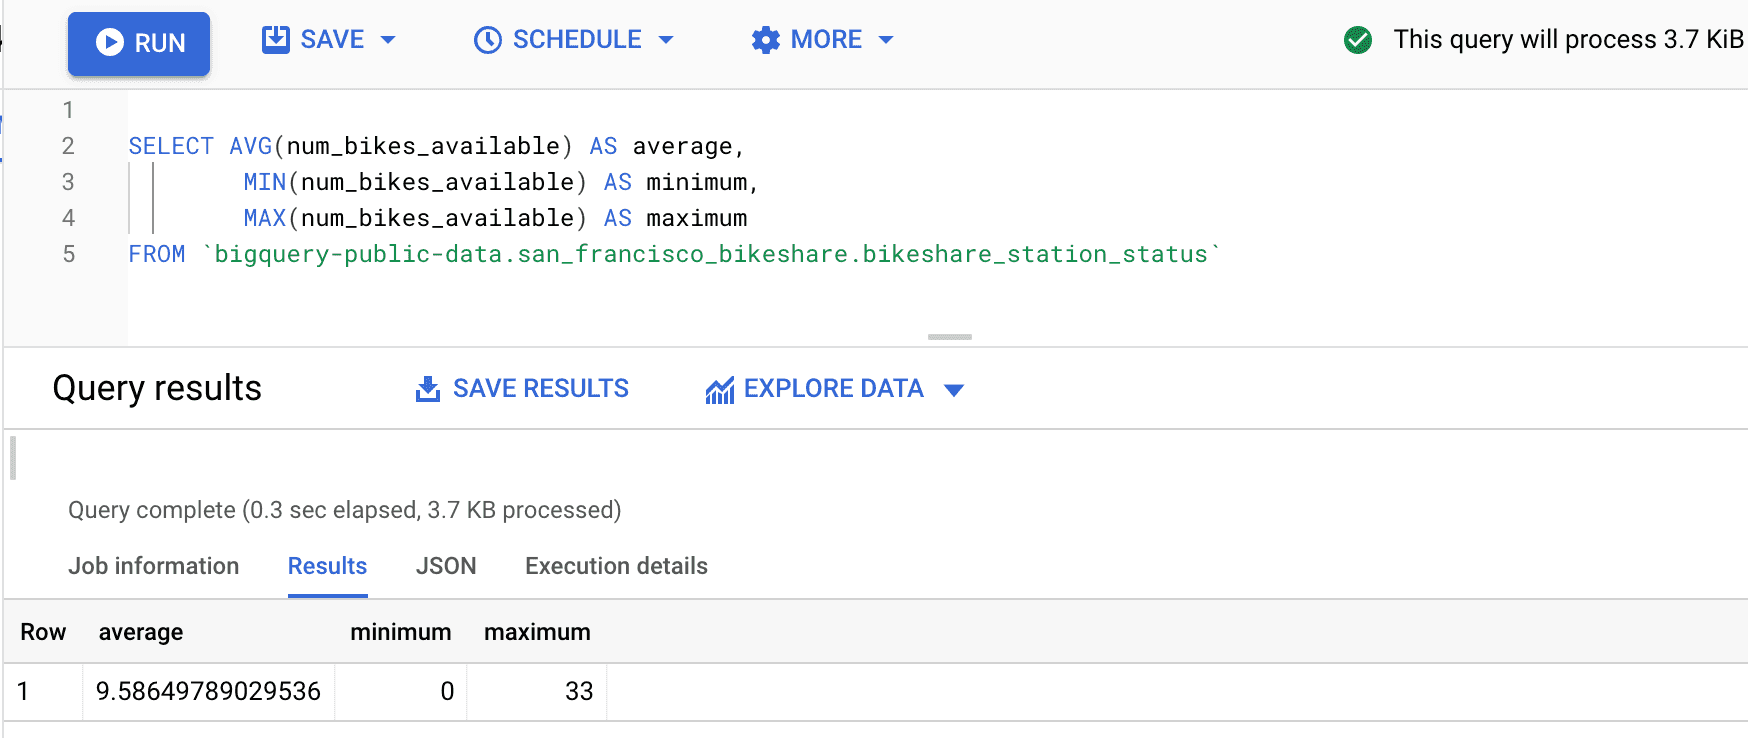 RUN SAVE SCHEDULE MORE This query will process 3.7 KiB
1
2 SELECT AVG(num_bikes_available) AS average,
3 MIN(num_bikes_available) AS minimum,
4 MAX(num_bikes_available) AS maximum
5 FROM `bigquery-public-data.san_francisco_bikeshare.bikeshare_station_status`
Query results SAVE RESULTS EXPLORE DATA
Query complete (0.3 sec elapsed, 3.7 KB processed)
Job information Results JSON Execution details
Row average minimum maximum
1 9.58649789029536 0 33